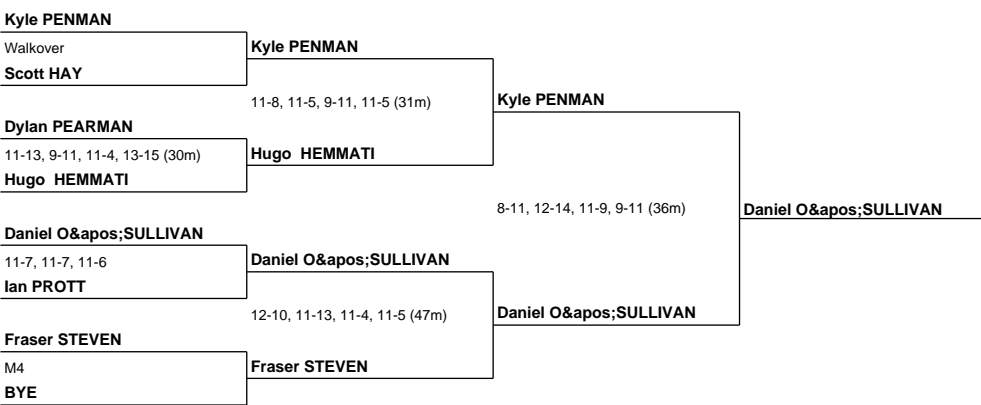 Kyle PENMAN
Walkover
Scott HAY
Kyle PENMAN
11-8, 11-5, 9-11, 11-5 (31m)
Dylan PEARMAN
11-13, 9-11, 11-4, 13-15 (30m)
Hugo  HEMMATI
Hugo  HEMMATI
Kyle PENMAN
8-11, 12-14, 11-9, 9-11 (36m)
Daniel O&apos;SULLIVAN
Daniel O&apos;SULLIVAN
11-7, 11-7, 11-6
Ian PROTT
Daniel O&apos;SULLIVAN
12-10, 11-13, 11-4, 11-5 (47m)
Daniel O&apos;SULLIVAN
Fraser STEVEN
M4
BYE
Fraser STEVEN